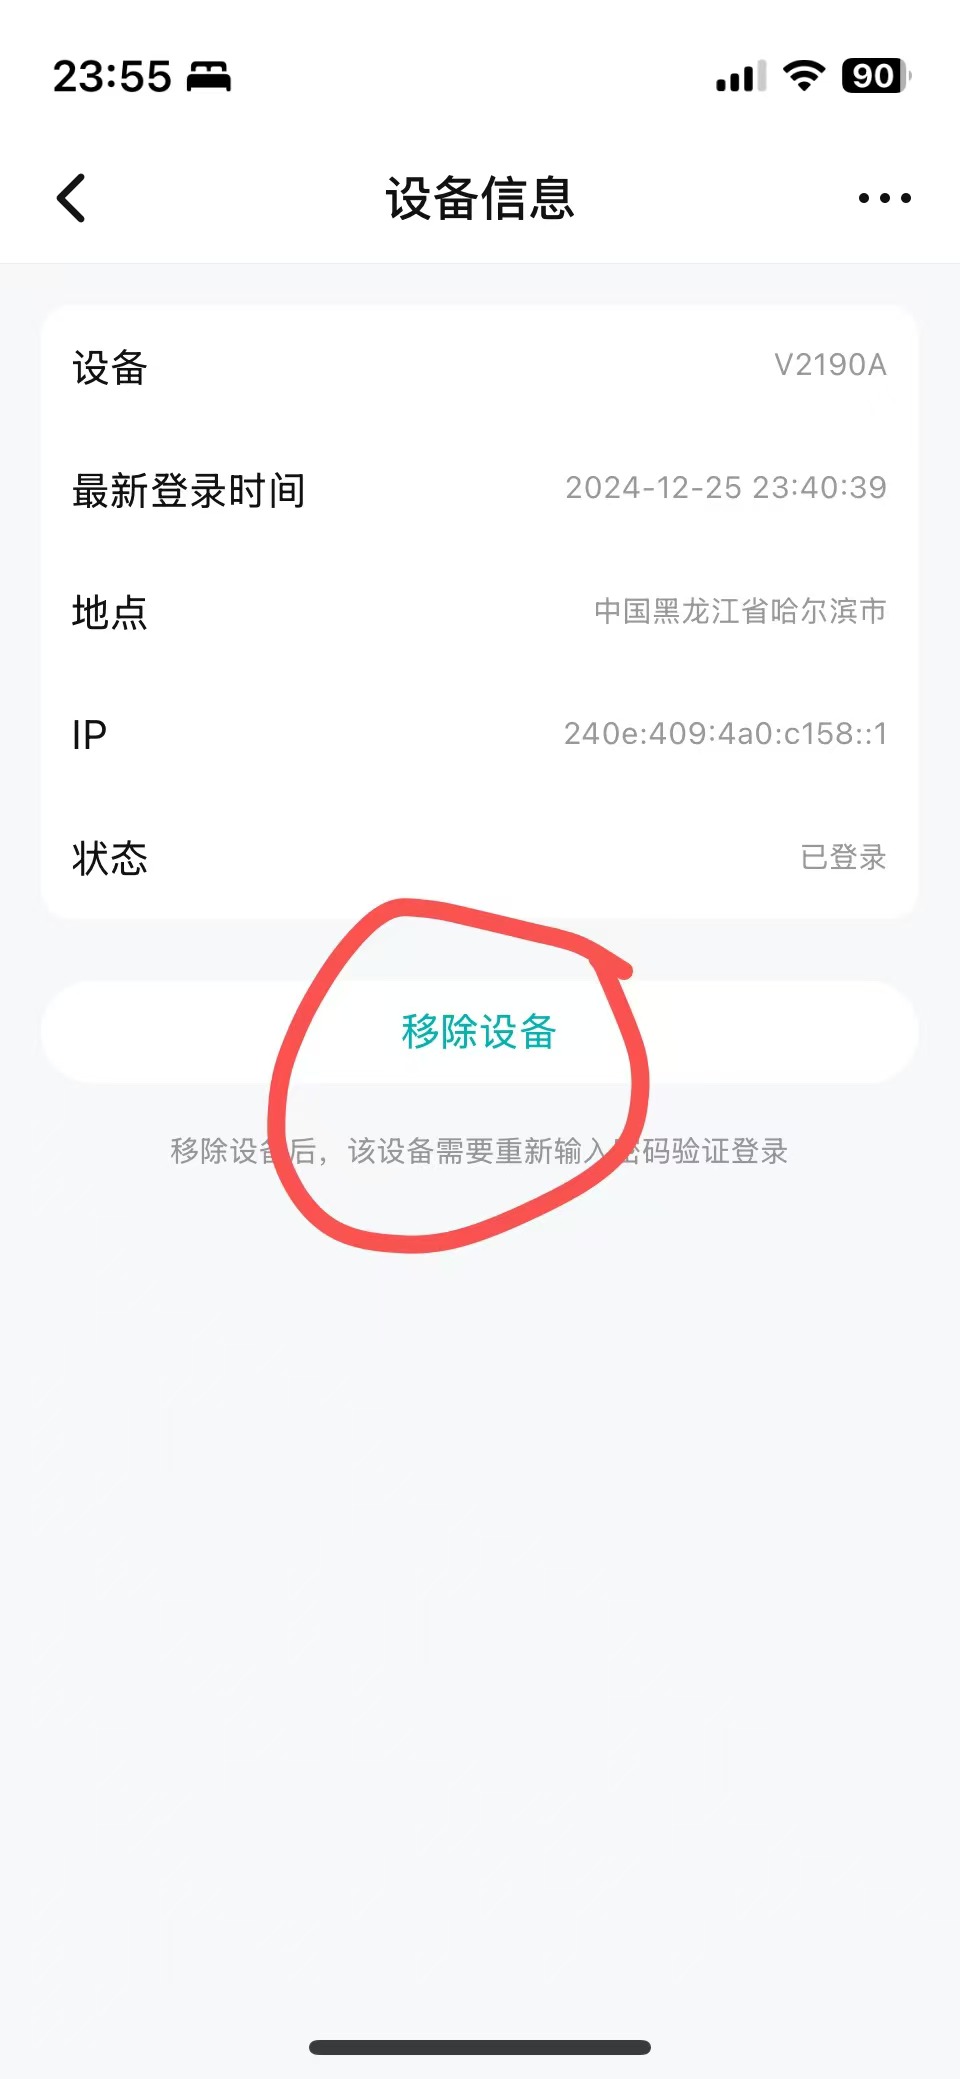 23:55
90
设备信息
设备
V2190A
最新登录时间
2024-12-25 23:40:39
地点
中国黑龙江省哈尔滨市
IP
240e:409:4a0:c158::1
状态
已登录
移除设备
移除设备后，该设备需要重新输入密码验证登录